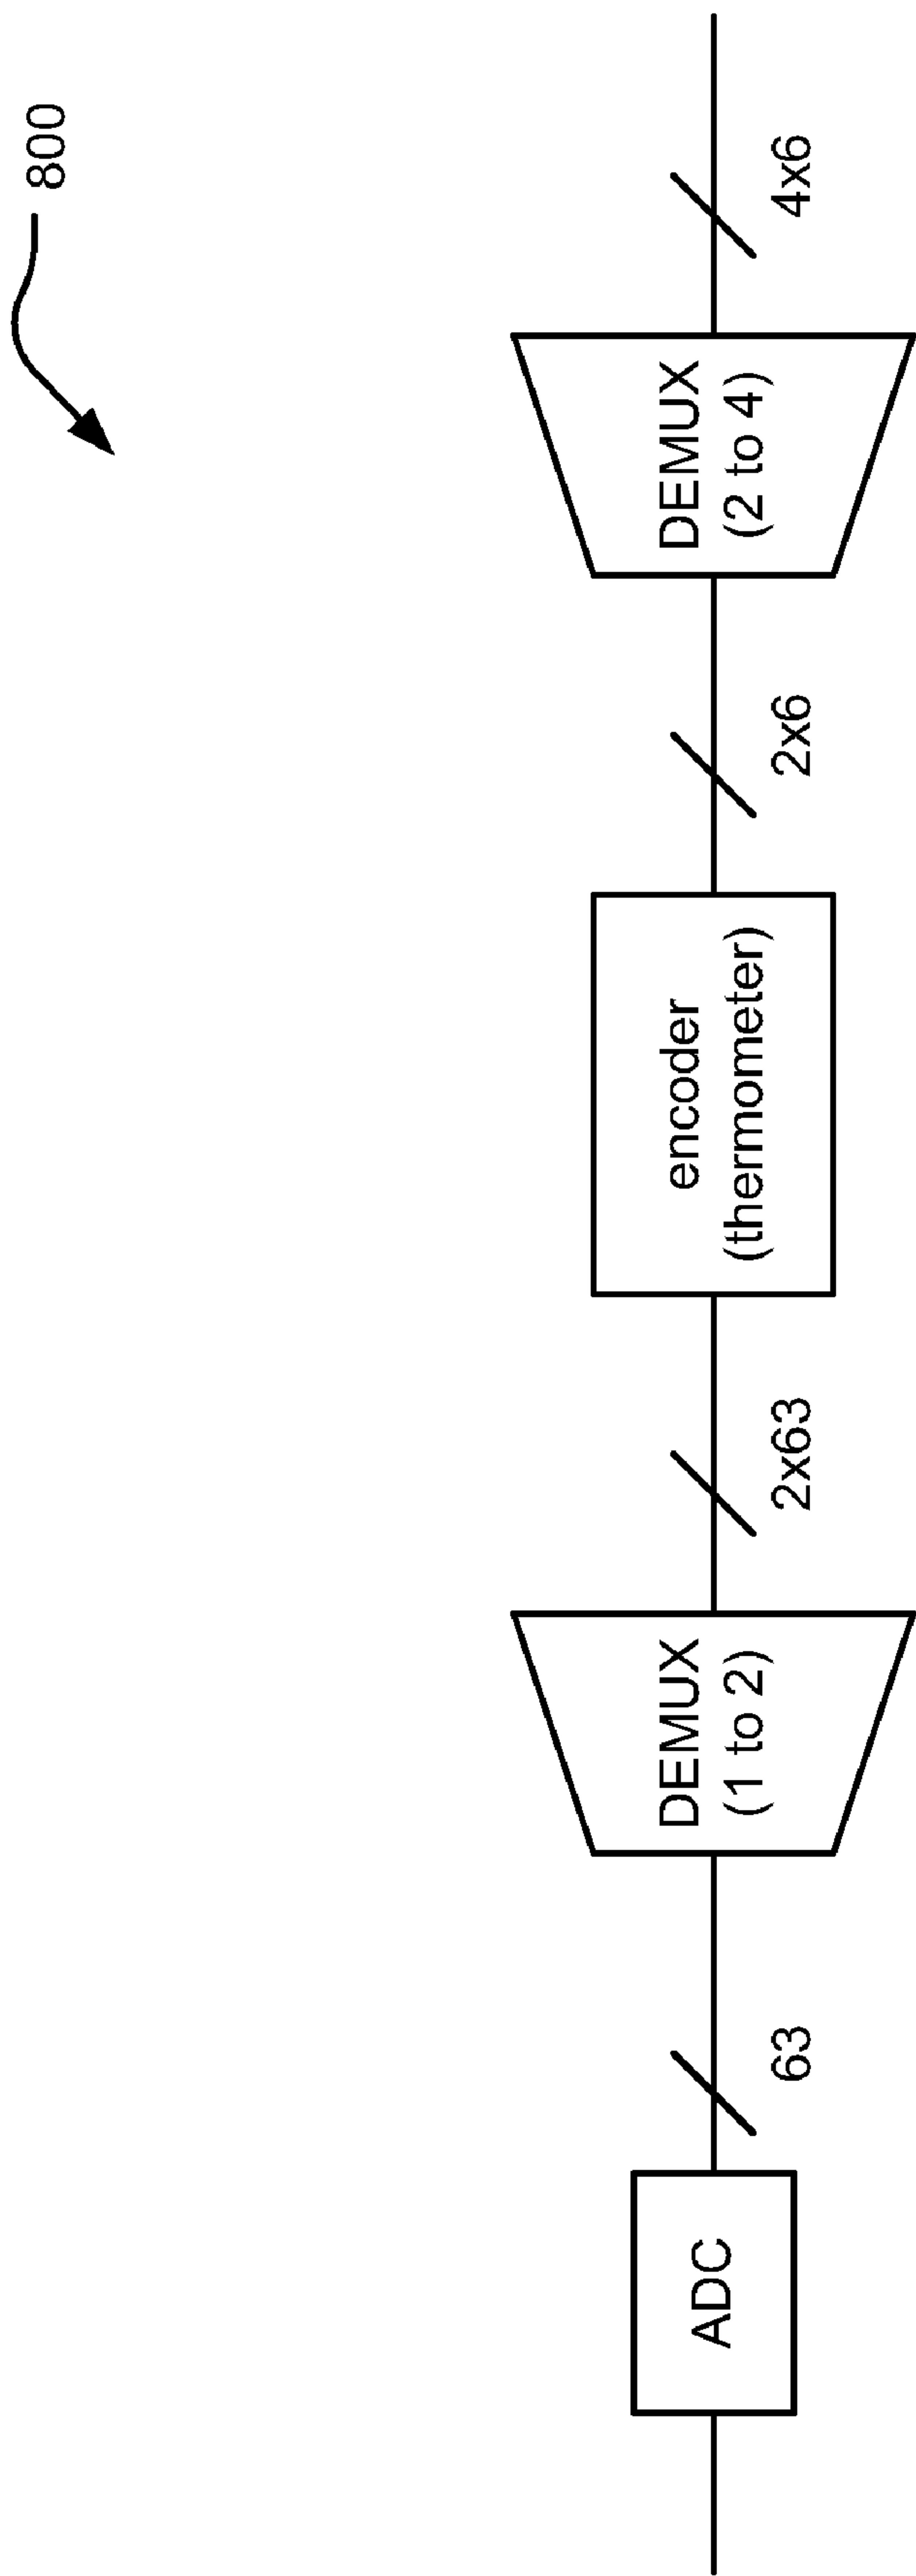 800
ADC
63
DEMUX
(1 to 2)
2x63
encoder
(thermometer)
2x6
DEMUX
(2 to 4)
4x6